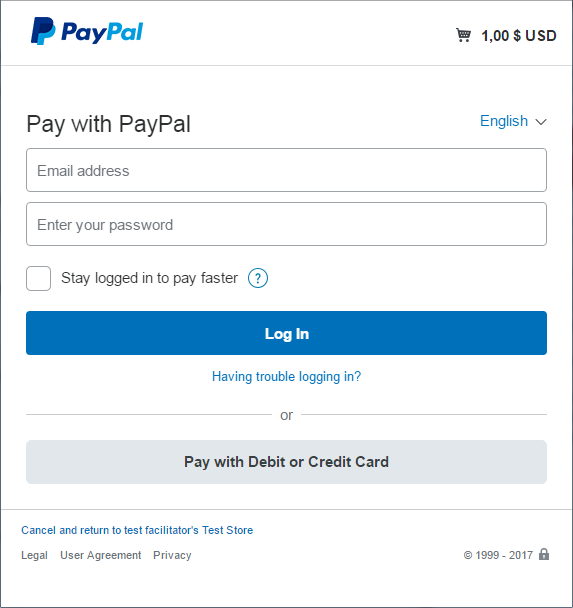 PayPal
1,00 $ USD
Pay with PayPal
English
Email address
Enter your password
Stay logged in to pay faster ?
Log In
Having trouble logging in?
or
Pay with Debit or Credit Card
Cancel and return to test facilitator's Test Store
Legal User Agreement Privacy
© 1999 - 2017